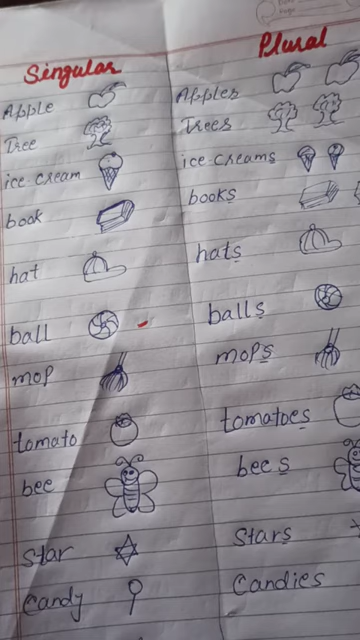 Singular Plural
Apple Apples
Tree Trees
ice cream ice creams
book books
hat hats
ball balls
mop mops
tomato tomatoes
bee bees
Star Stars
Candy Candies